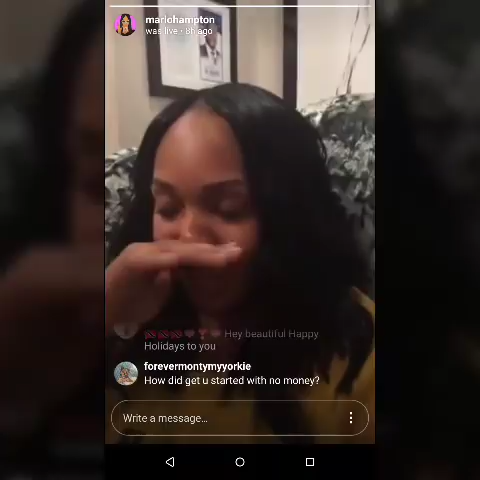 marlohampton
was live • 8h ago
Hey beautiful Happy
Holidays to you
forevermontymyyorkie
How did get u started with no money?
Write a message...